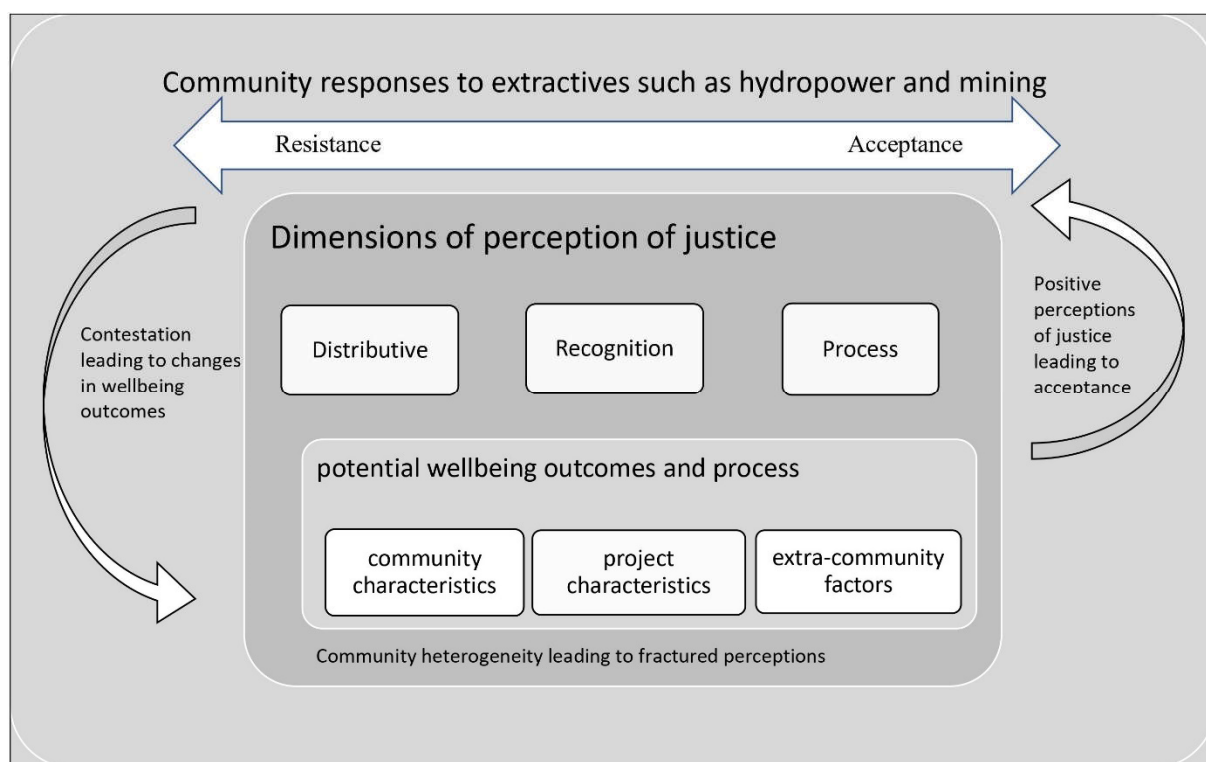 Community responses to extractives such as hydropower and mining
Resistance Acceptance
Dimensions of perception of justice
Distributive
Recognition
Process
Contestation
leading to changes
in wellbeing
outcomes
Positive
perceptions
of justice
leading to
acceptance
potential wellbeing outcomes and process
community
characteristics
project
characteristics
extra-community
factors
Community heterogeneity leading to fractured perceptions